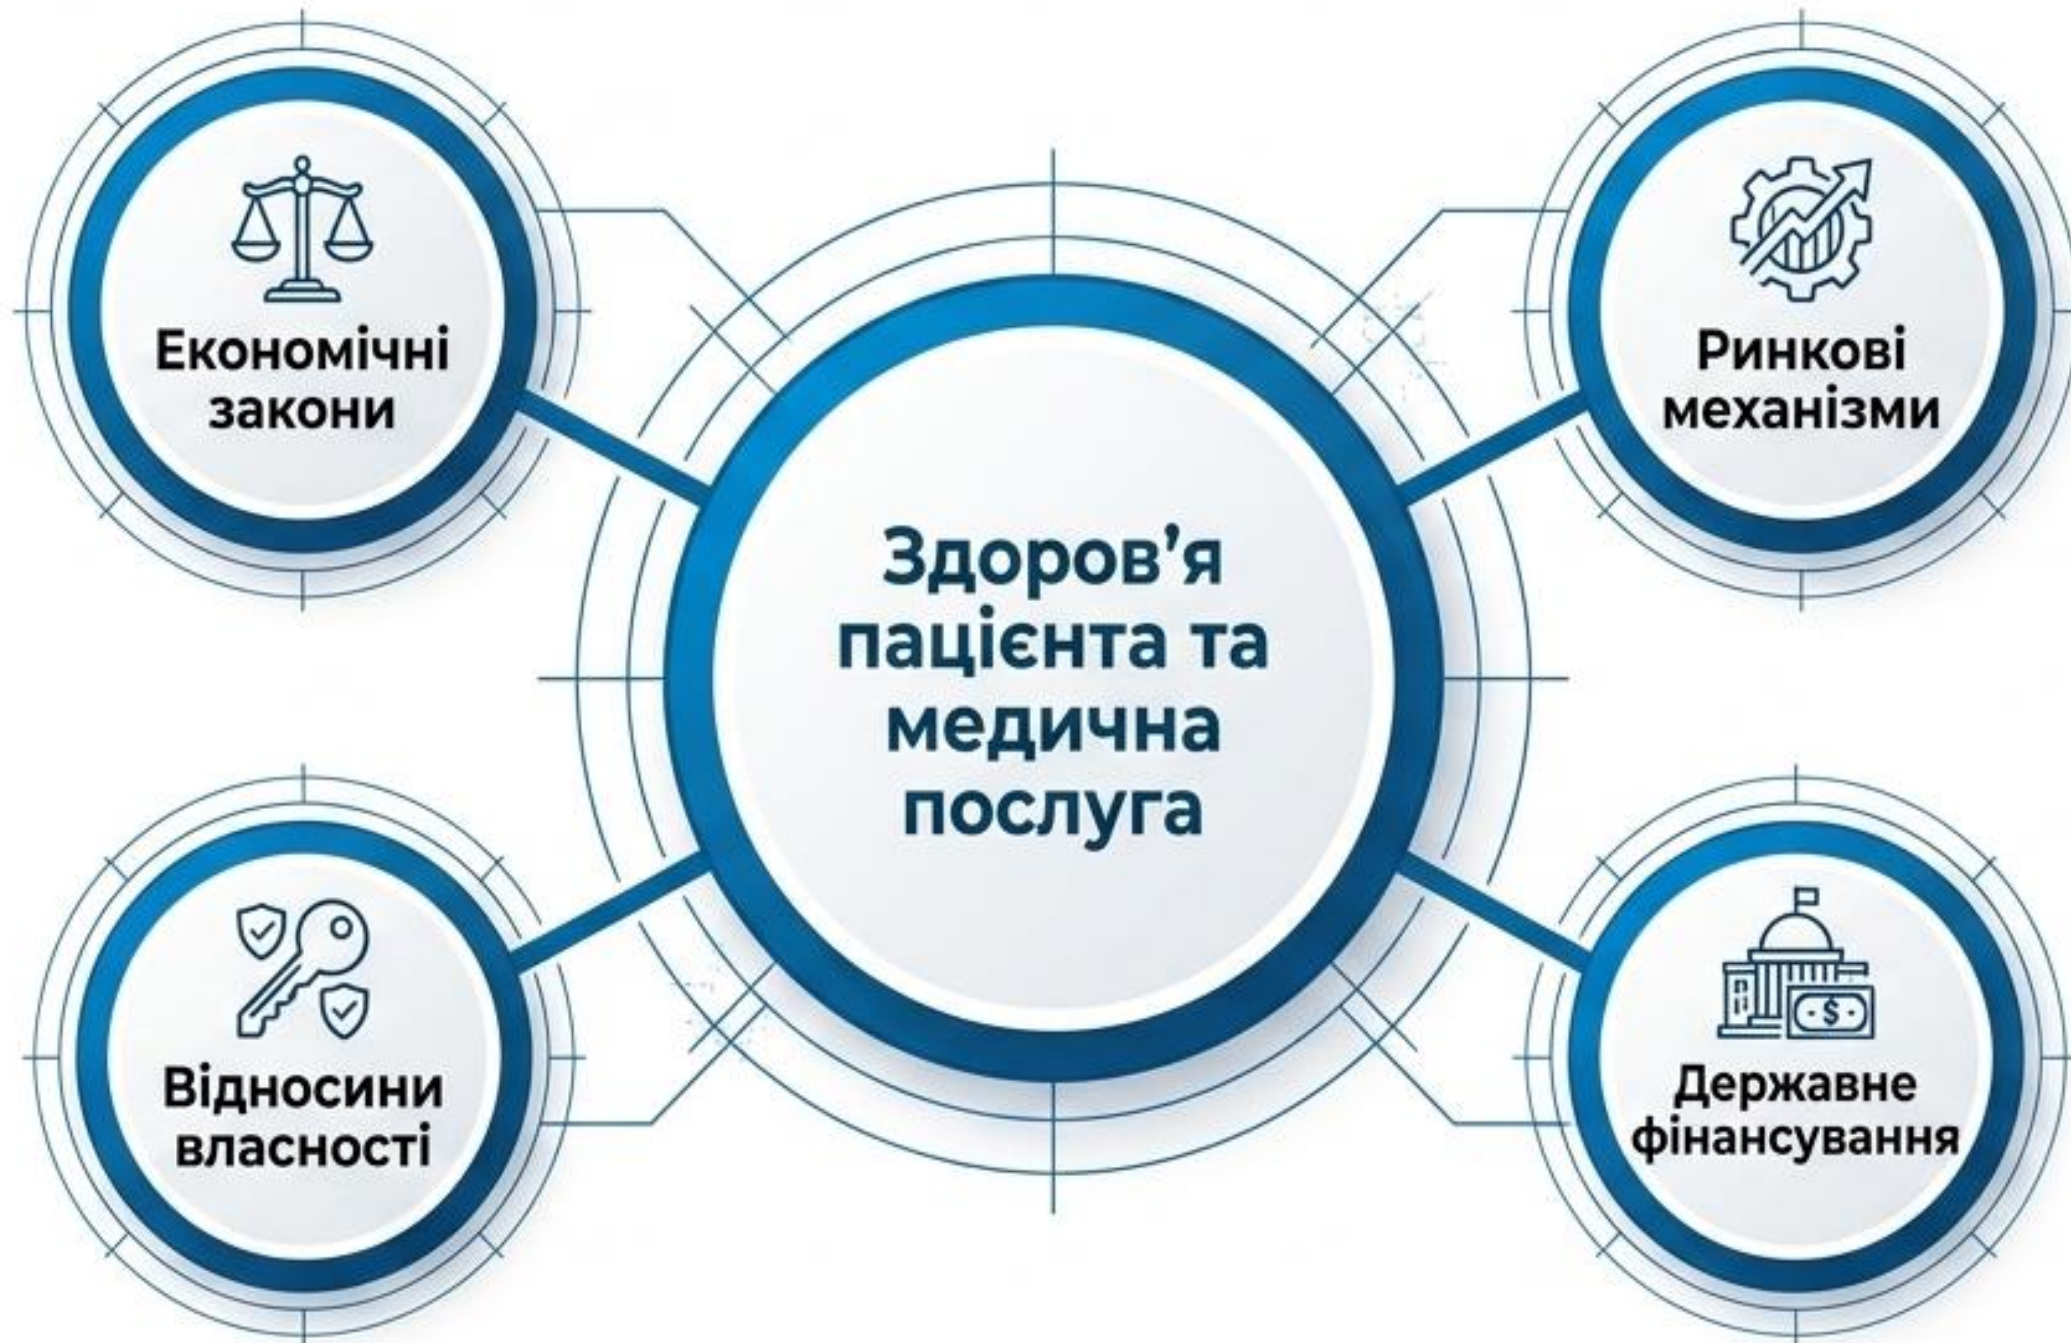 Економічні
закони
Ринкові
механізми
Здоров’я
пацієнта та
медична
послуга
Відносини
власності
Державне
фінансування
$